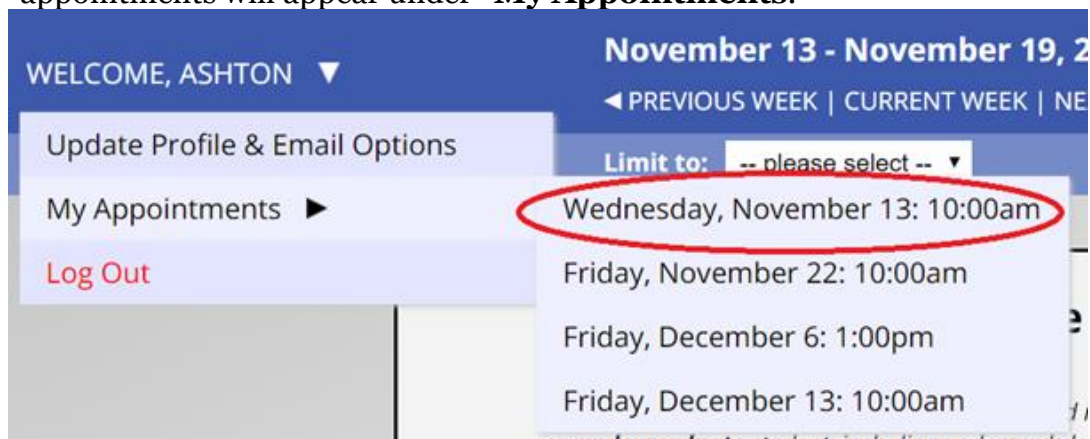 appointments will appear under "My Appointments."
WELCOME, ASHTON ▼
November 13 - November 19,
◄ PREVIOUS WEEK | CURRENT WEEK |
Update Profile & Email Options
Limit to: -- please select -- ▼
My Appointments ►
Wednesday, November 13: 10:00am
Log Out
Friday, November 22: 10:00am
Friday, December 6: 1:00pm
Friday, December 13: 10:00am